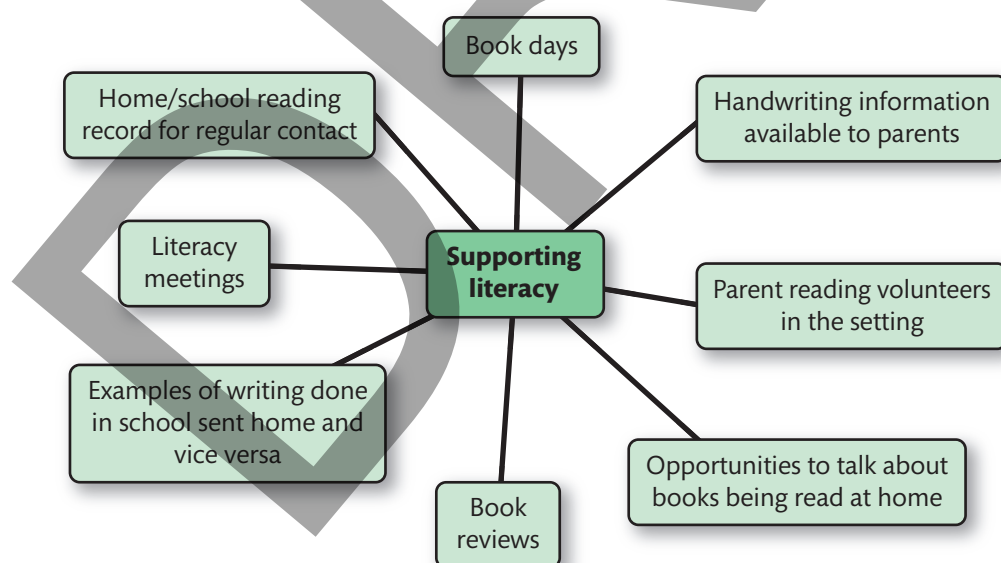 Book days
Home/school reading
record for regular contact
Handwriting information
available to parents
Literacy
meetings
Supporting
literacy
Parent reading volunteers
in the setting
Examples of writing done
in school sent home and
vice versa
Opportunities to talk about
books being read at home
Book
reviews